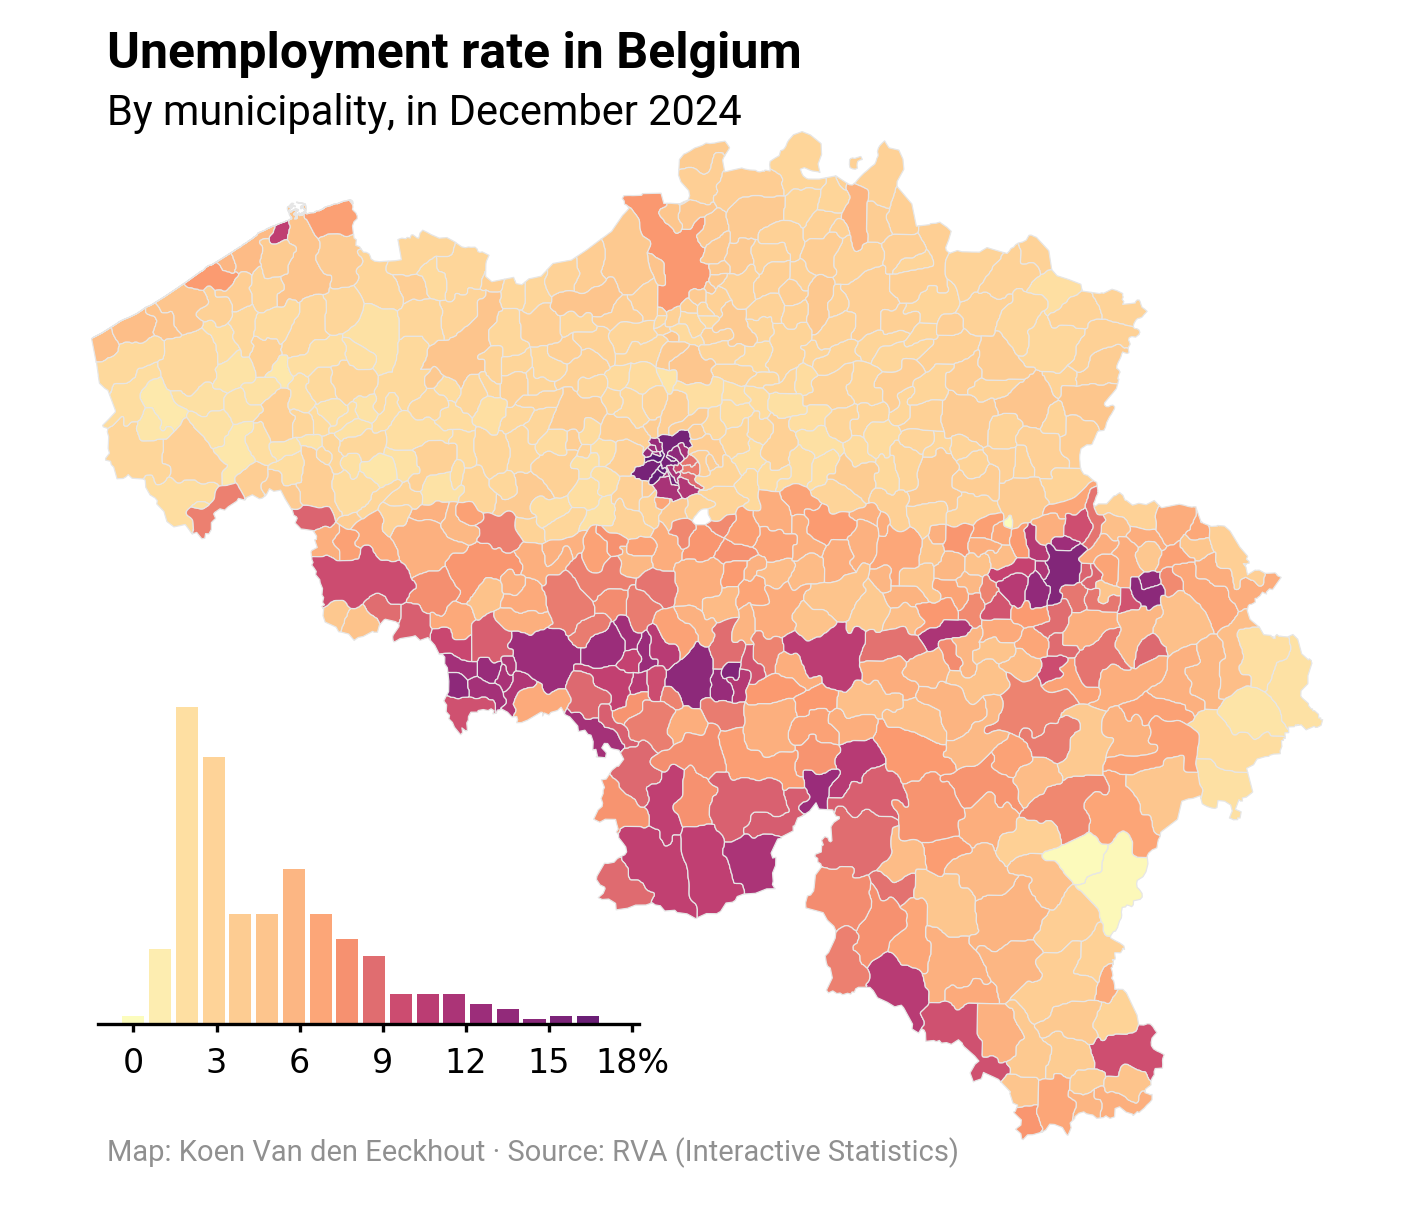 Unemployment rate in Belgium
By municipality, in December 2024
0 3 6 9 12 15 18%
Map: Koen Van den Eeckhout · Source: RVA (Interactive Statistics)